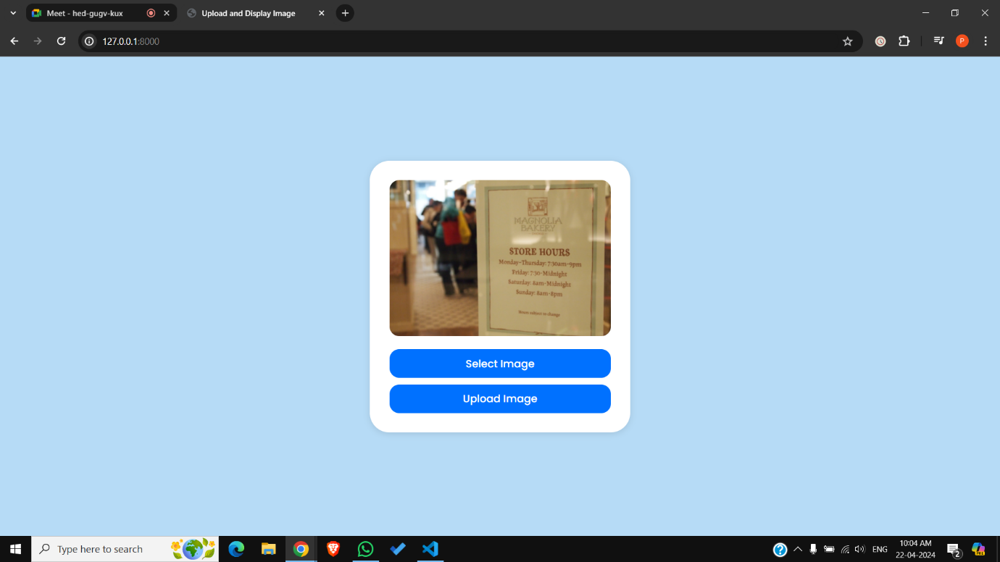 Meet - hed-gugv-kux
Upload and Display Image
127.0.0.1:8000
P
MAGNOLIA
BAKERY
STORE HOURS
Monday-Thursday: 7:30am-9pm
Friday: 7:30-Midnight
Saturday: 8am-Midnight
Sunday: 8am-8pm
hours subject to change
Select Image
Upload Image
Type here to search
ENG
10:04 AM
22-04-2024
2
PRE